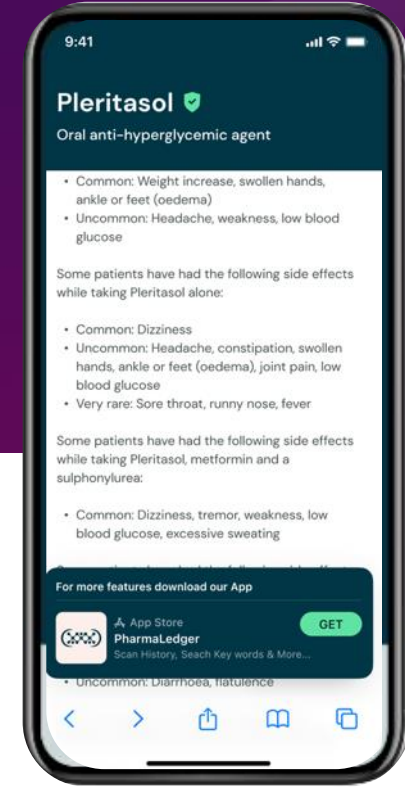 9:41
Pleritasol
Oral anti-hyperglycemic agent
• Common: Weight increase, swollen hands,
ankle or feet (oedema)
• Uncommon: Headache, weakness, low blood
glucose
Some patients have had the following side effects
while taking Pleritasol alone:
• Common: Dizziness
• Uncommon: Headache, constipation, swollen
hands, ankle or feet (oedema), joint pain, low
blood glucose
• Very rare: Sore throat, runny nose, fever
Some patients have had the following side effects
while taking Pleritasol, metformin and a
sulphonylurea:
• Common: Dizziness, tremor, weakness, low
blood glucose, excessive sweating
For more features download our App
App Store
PharmaLedger
Scan History, Seach Key words & More...
GET
• Uncommon: Diarrhoea, flatulence